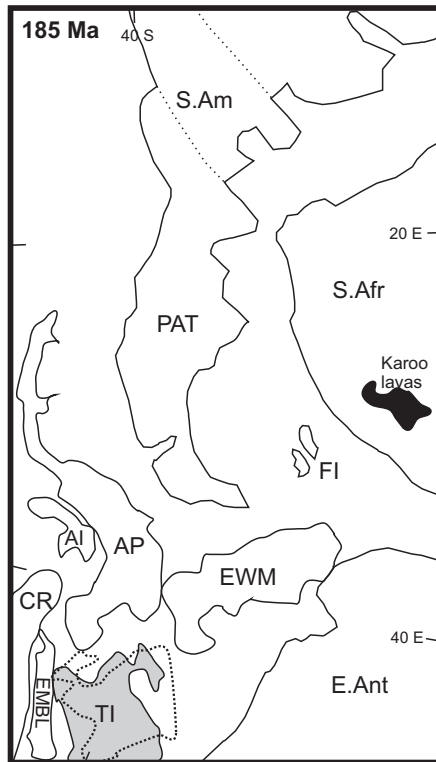 185 Ma
40 S
S.Am
20 E
S.Afr
PAT
Karoo
lavas
FI
AI
AP
EWM
CR
40 E
EMBL
TI
E.Ant